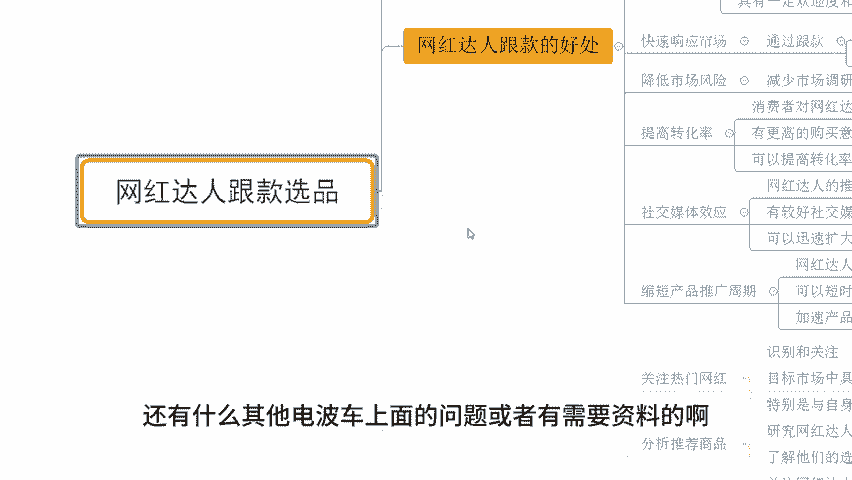 具有一定欢迎度和
网红达人跟款的好处
快速响应市场
通过跟款
降低市场风险
减少市场调研
消费者对网红达
提高转化率
有更高的购买意
可以提高转化率
网红达人跟款选品
网红达人的推
社交媒体效应
有较好社交媒
可以迅速扩大
网红达人
缩短产品推广周期
可以短时
加速产品
识别和关注
关注热门网红
目标市场中具
特别是与自身
还有什么其他电波车上面的问题或者有需要资料的啊
研究网红达人
分析推荐商品
了解他们的选